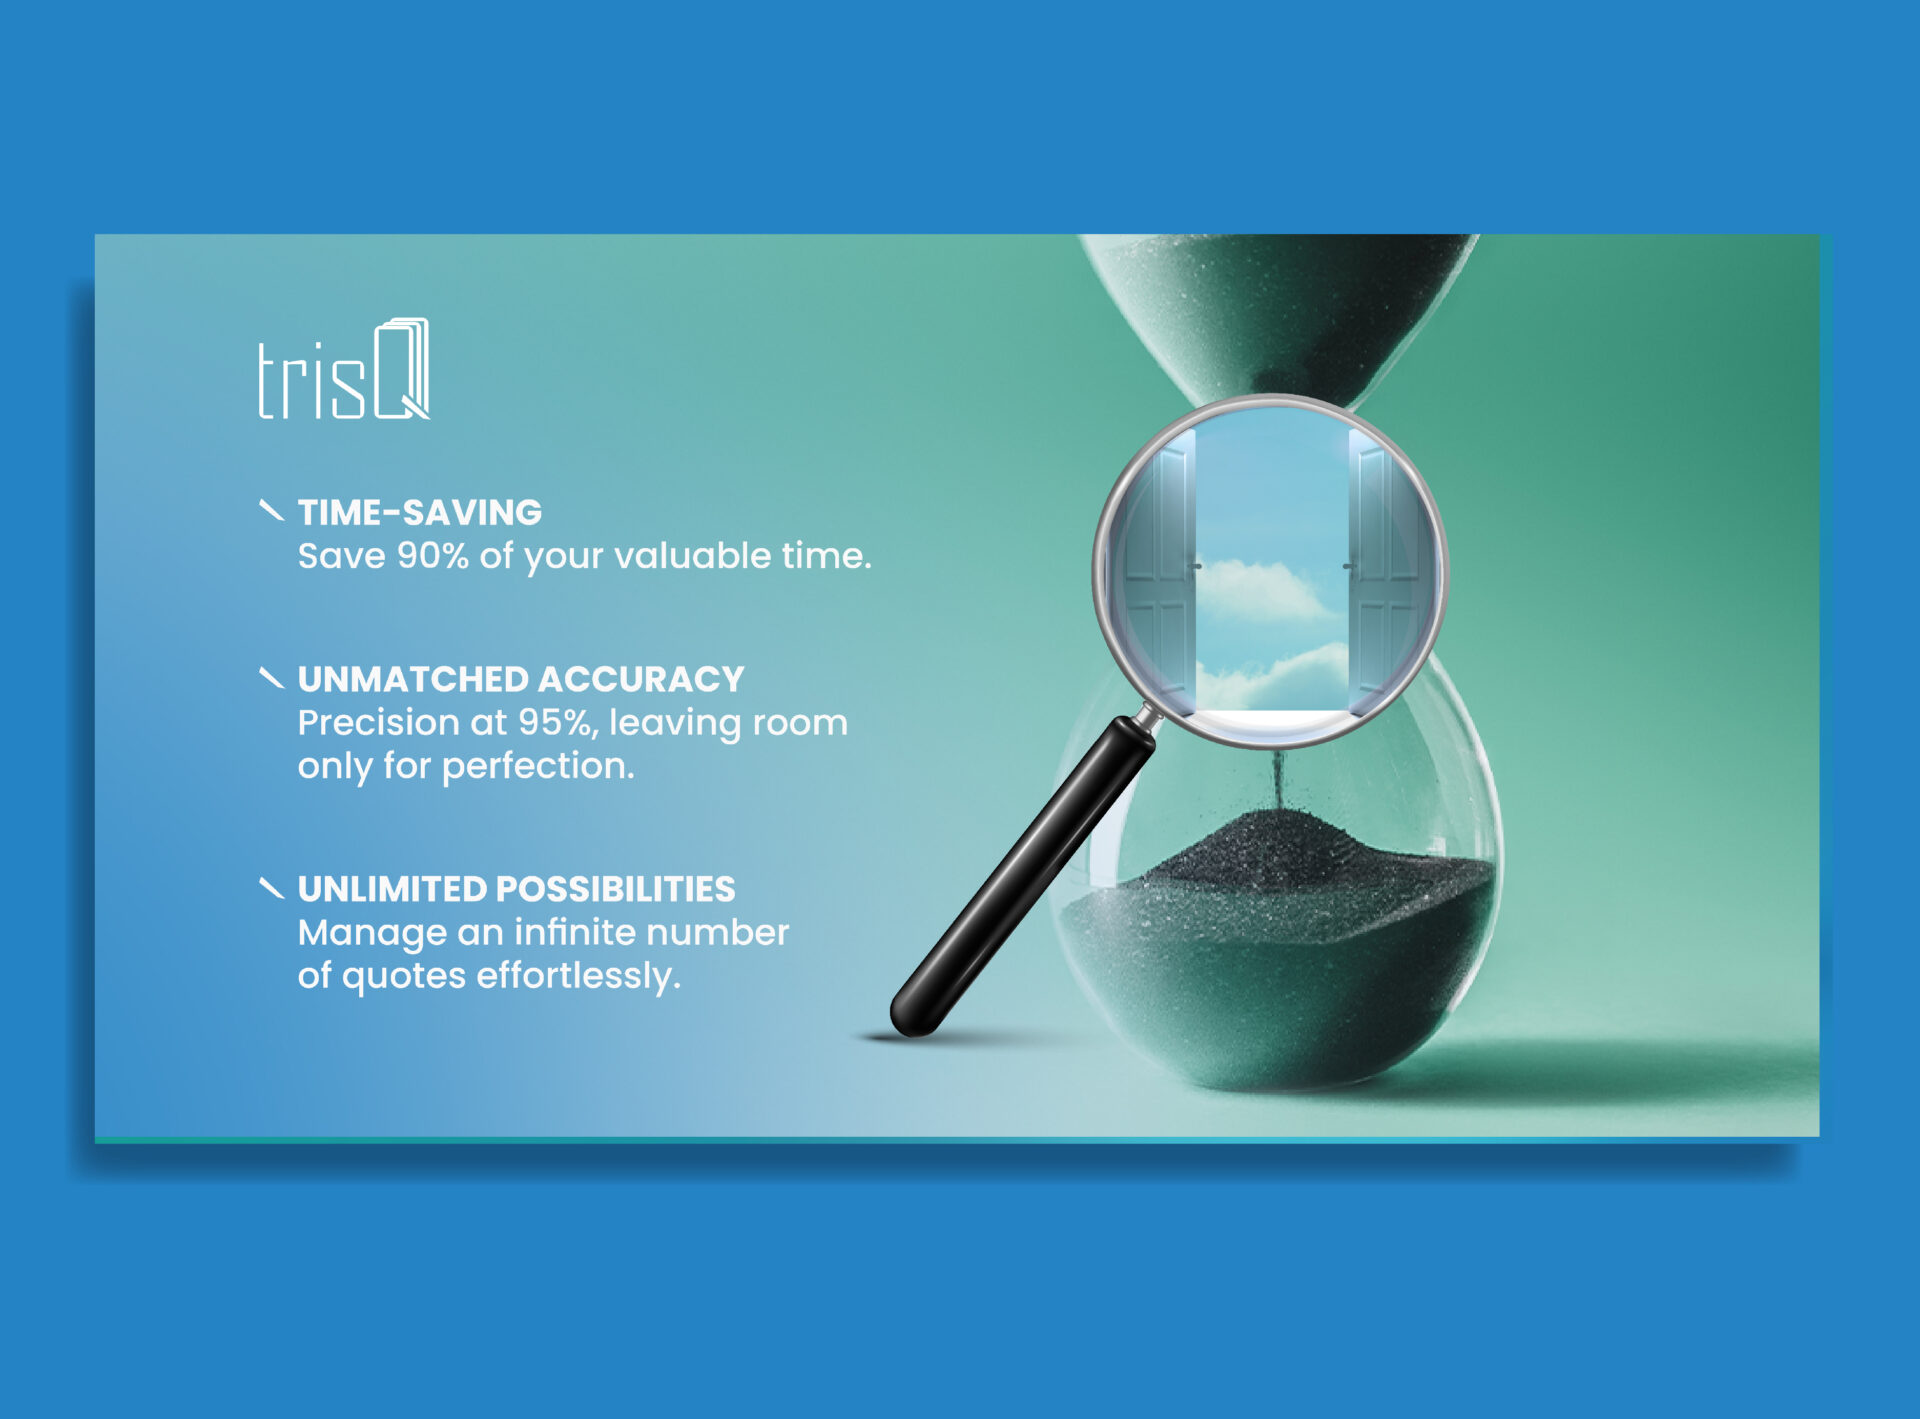 trisQ
TIME-SAVING
Save 90% of your valuable time.
UNMATCHED ACCURACY
Precision at 95%, leaving room
only for perfection.
UNLIMITED POSSIBILITIES
Manage an infinite number
of quotes effortlessly.